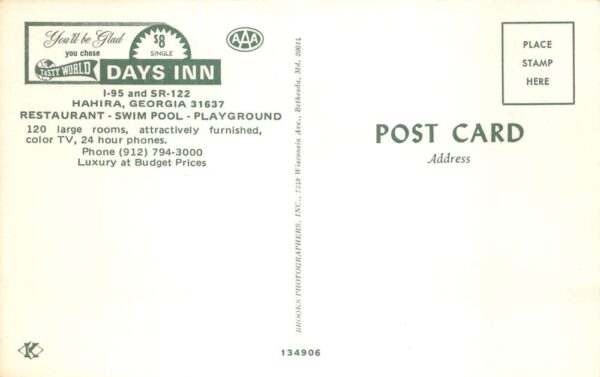 You'll be Glad
you chose
$8
SINGLE
TASTY WORLD
DAYS INN
AAA
I-95 and SR-122
HAHIRA, GEORGIA 31637
RESTAURANT - SWIM POOL - PLAYGROUND
120 large rooms, attractively furnished,
color TV, 24 hour phones.
Phone (912) 794-3000
Luxury at Budget Prices
BROOKS PHOTOGRAPHERS, INC., 7349 Wisconsin Ave., Bethesda, Md. 20014
PLACE
STAMP
HERE
POST CARD
Address
K
134906